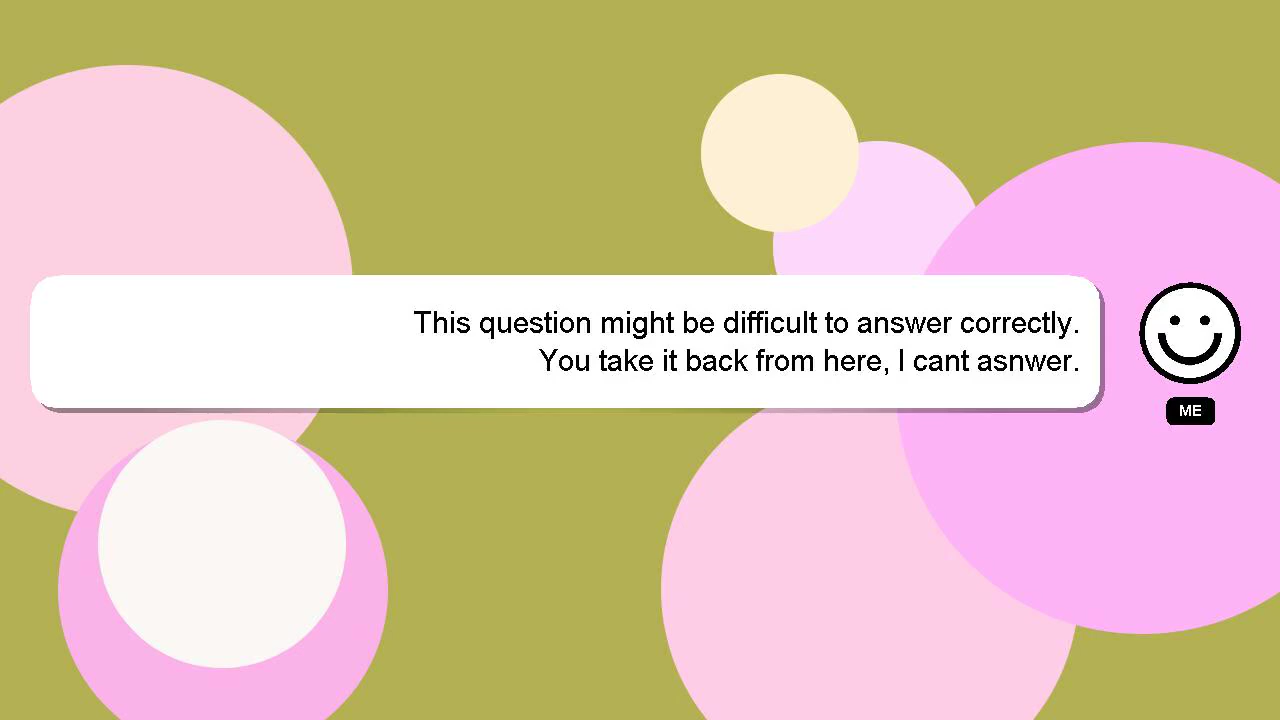 This question might be difficult to answer correctly.
You take it back from here, I cant asnwer.
ME